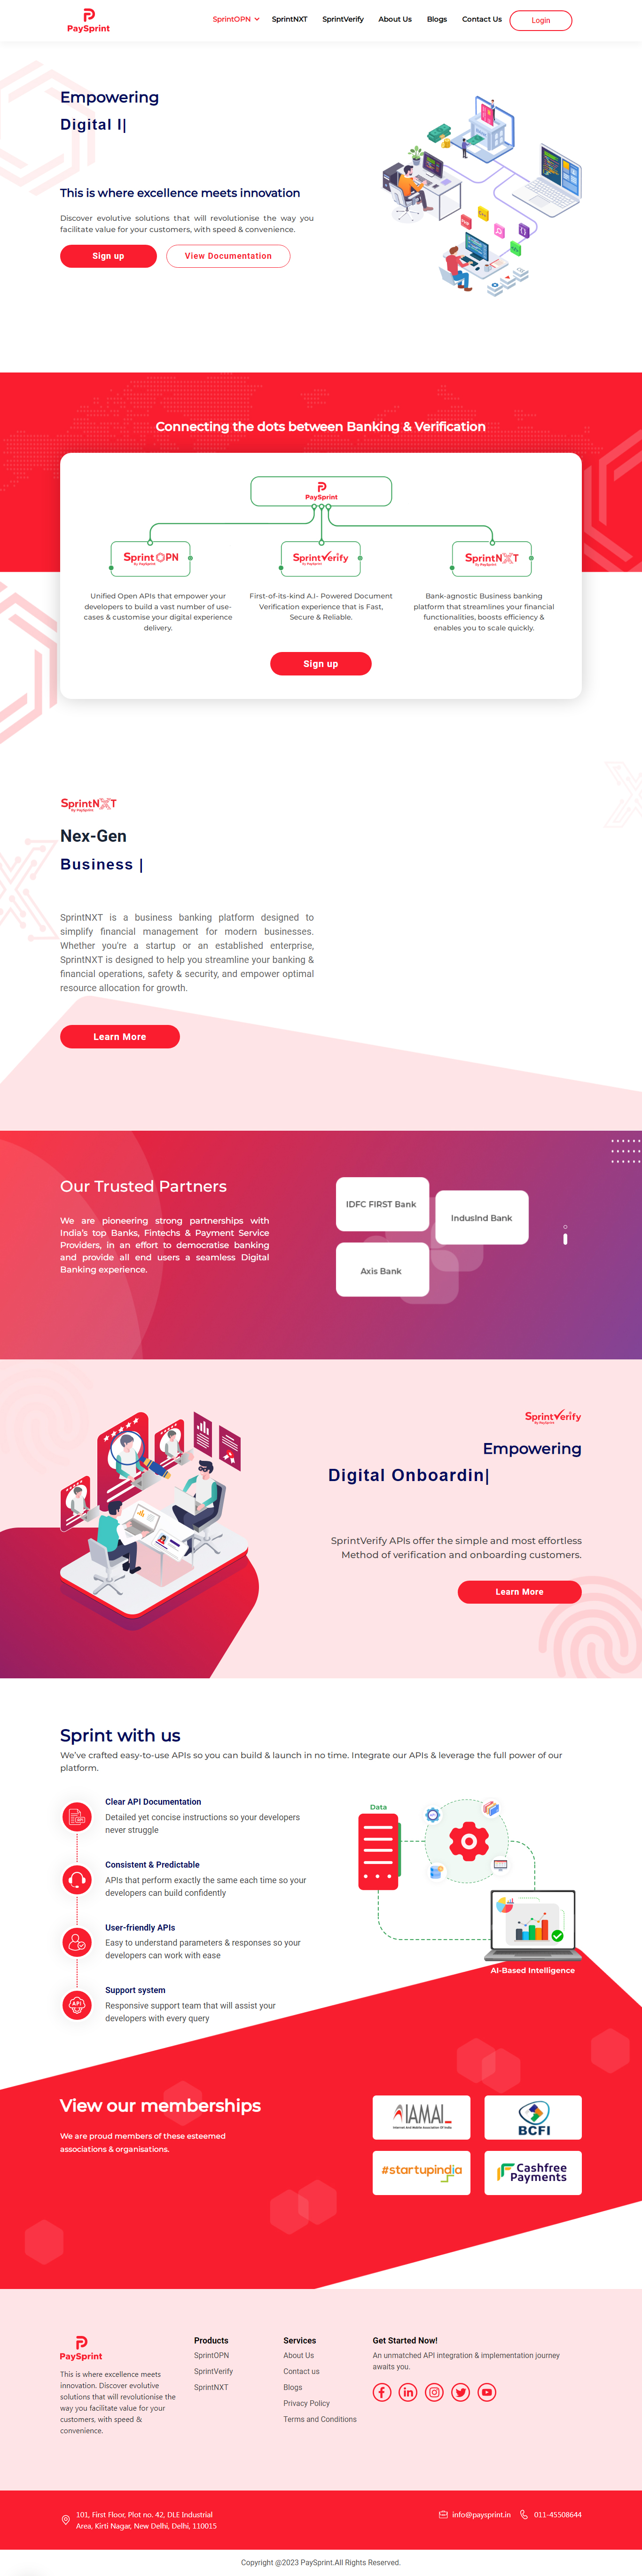 PaySprint
SprintOPN
SprintNXT
SprintVerify
About Us
Blogs
Contact Us
Login
Empowering
Digital I|
This is where excellence meets innovation
Discover evolutive solutions that will revolutionise the way you
facilitate value for your customers, with speed & convenience.
Sign up
View Documentation
Connecting the dots between Banking & Verification
PaySprint
SprintOPN
by PaySprint
SprintVerify
By PaySprint
SprintNXT
By PaySprint
Unified Open APIs that empower your
developers to build a vast number of use-
cases & customise your digital experience
delivery.
First-of-its-kind A.I- Powered Document
Verification experience that is Fast,
Secure & Reliable.
Bank-agnostic Business banking
platform that streamlines your financial
functionalities, boosts efficiency &
enables you to scale quickly.
Sign up
SprintNXT
By PaySprint
Nex-Gen
Business |
SprintNXT is a business banking platform designed to
simplify financial management for modern businesses.
Whether you're a startup or an established enterprise,
SprintNXT is designed to help you streamline your banking &
financial operations, safety & security, and empower optimal
resource allocation for growth.
Learn More
Our Trusted Partners
We are pioneering strong partnerships with
India's top Banks, Fintechs & Payment Service
Providers, in an effort to democratise banking
and provide all end users a seamless Digital
Banking experience.
IDFC FIRST Bank
IndusInd Bank
Axis Bank
SprintVerify
By PaySprint
Empowering
Digital Onboardin|
SprintVerify APIs offer the simple and most effortless
Method of verification and onboarding customers.
Learn More
Sprint with us
We've crafted easy-to-use APIs so you can build & launch in no time. Integrate our APIs & leverage the full power of our
platform.
Clear API Documentation
Detailed yet concise instructions so your developers
never struggle
Consistent & Predictable
APIs that perform exactly the same each time so your
developers can build confidently
User-friendly APIs
Easy to understand parameters & responses so your
developers can work with ease
API
Support system
Responsive support team that will assist your
developers with every query
Data
AI-Based Intelligence
View our memberships
We are proud members of these esteemed
associations & organisations.
IAMAI
Internet And Mobile Association Of India
BCFI
#startupindia
Cashfree
Payments
PaySprint
This is where excellence meets
innovation. Discover evolutive
solutions that will revolutionise the
way you facilitate value for your
customers, with speed &
convenience.
Products
SprintOPN
SprintVerify
SprintNXT
Services
About Us
Contact us
Blogs
Privacy Policy
Terms and Conditions
Get Started Now!
An unmatched API integration & implementation journey
awaits you.
101, First Floor, Plot no. 42, DLE Industrial
Area, Kirti Nagar, New Delhi, Delhi, 110015
info@paysprint.in
011-45508644
Copyright @2023 PaySprint.All Rights Reserved.